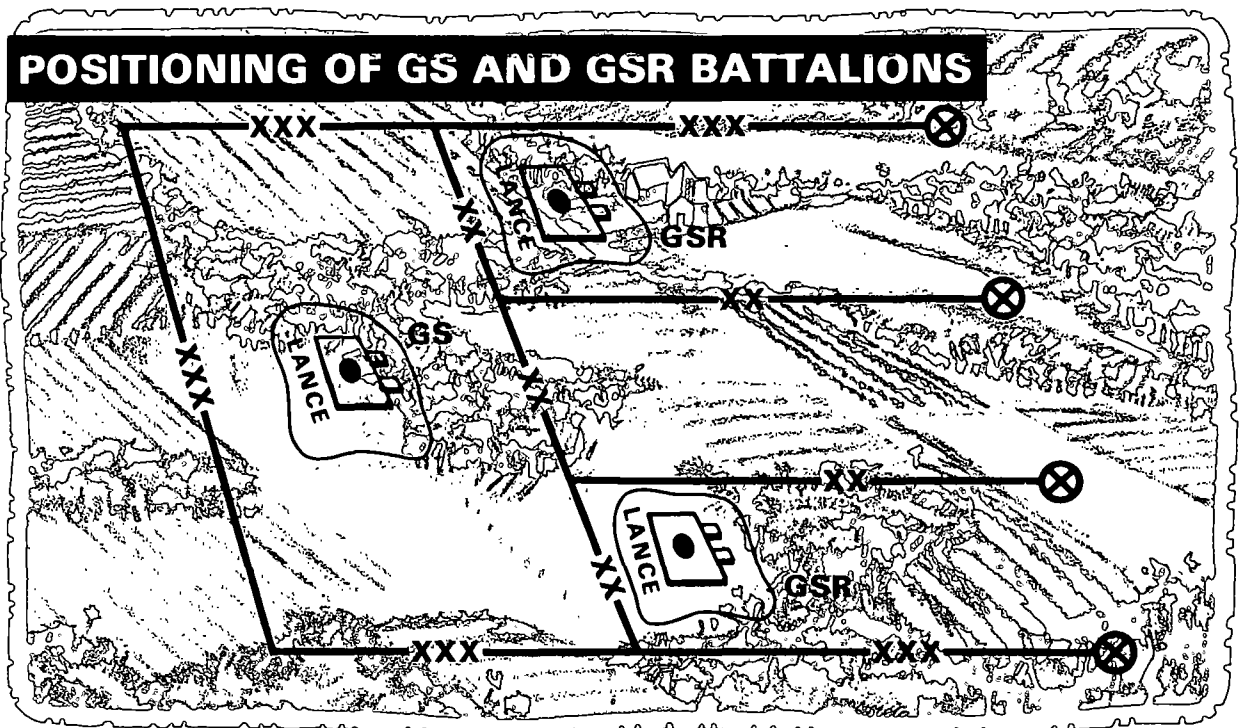 POSITIONING OF GS AND GSR BATTALIONS
XXX
XXX
XX
LANCE
GSR
XX
GS
LANCE
XXX
XX
XX
LANCE
XX
GSR
XXX
XXX